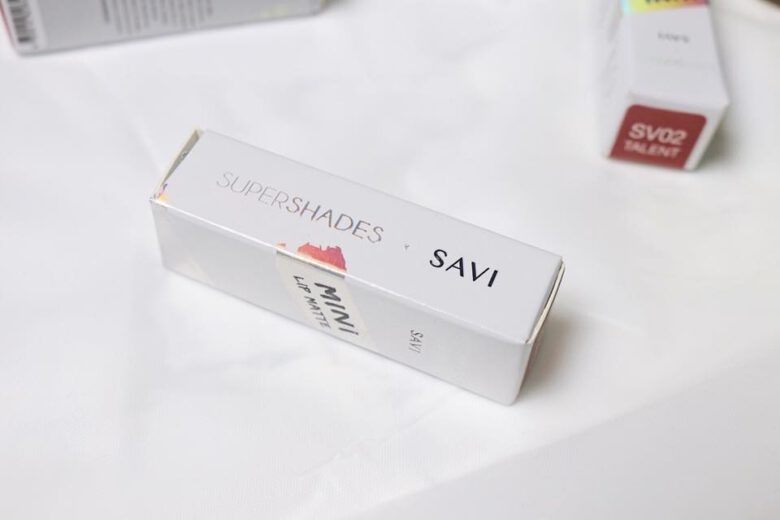 SUPERSHADES
SAVI
MiNi
LIP MATTE
SAVI
SV02
TALENT